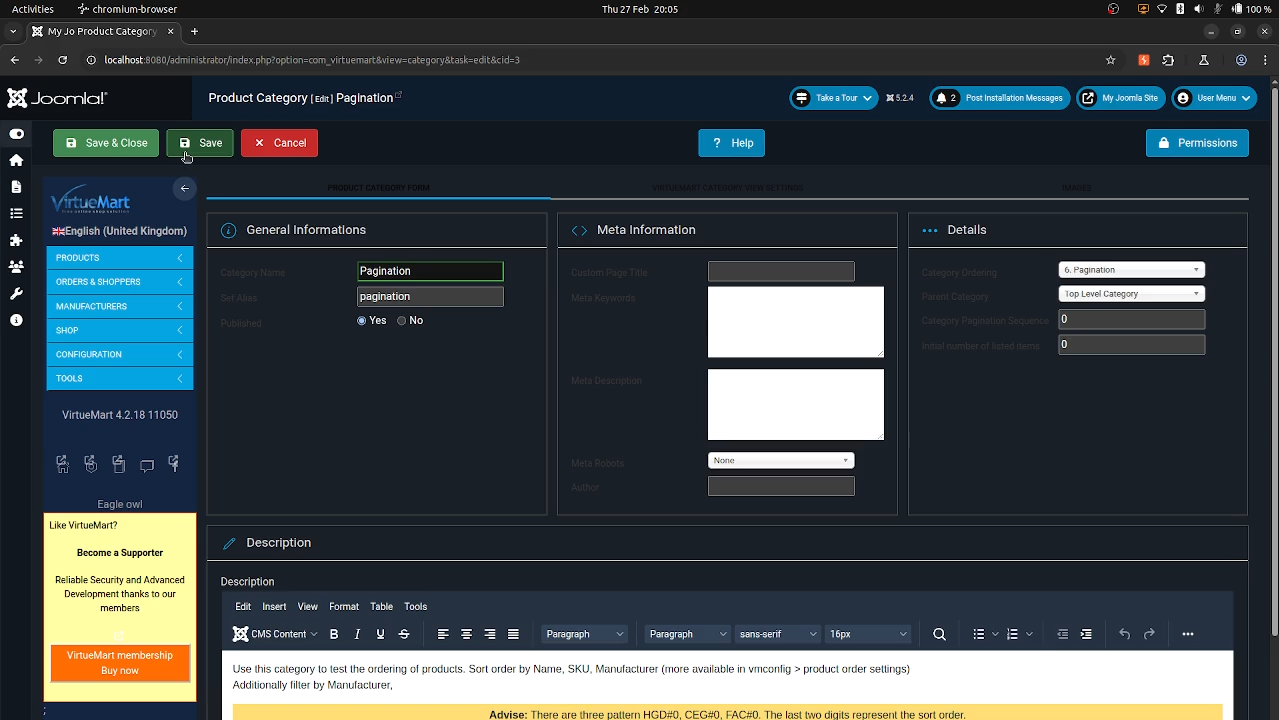 Activities
chromium-browser
Thu 27 Feb 20:05
100 %
My Jo Product Category
localhost:8080/administrator/index.php?option=com_virtuemart&view=category&task=edit&cid=3
Joomla!®
Product Category [Edit] Pagination
Take a Tour
5.2.4
2 Post Installation Messages
My Joomla Site
User Menu
Save & Close
Save
Cancel
? Help
Permissions
VirtueMart
free online shop solution
English (United Kingdom)
PRODUCTS
ORDERS & SHOPPERS
MANUFACTURERS
SHOP
CONFIGURATION
TOOLS
VirtueMart 4.2.18 11050
Eagle owl
Like VirtueMart?
Become a Supporter
Reliable Security and Advanced
Development thanks to our
members
VirtueMart membership
Buy now
;
PRODUCT CATEGORY FORM
VIRTUEMART CATEGORY VIEW SETTINGS
IMAGES
General Informations
Category Name
Pagination
Sef Alias
pagination
Published
Yes
No
Meta Information
Custom Page Title
Meta Keywords
Meta Description
Meta Robots
None
Author
Details
Category Ordering
6. Pagination
Parent Category
Top Level Category
Category Pagination Sequence
0
Initial number of listed items
0
Description
Description
Edit Insert View Format Table Tools
CMS Content B I U S Paragraph Paragraph sans-serif 16px
Use this category to test the ordering of products. Sort order by Name, SKU, Manufacturer (more available in vmconfig > product order settings)
Additionally filter by Manufacturer,
Advise: There are three pattern HGD#0, CEG#0, FAC#0. The last two digits represent the sort order.